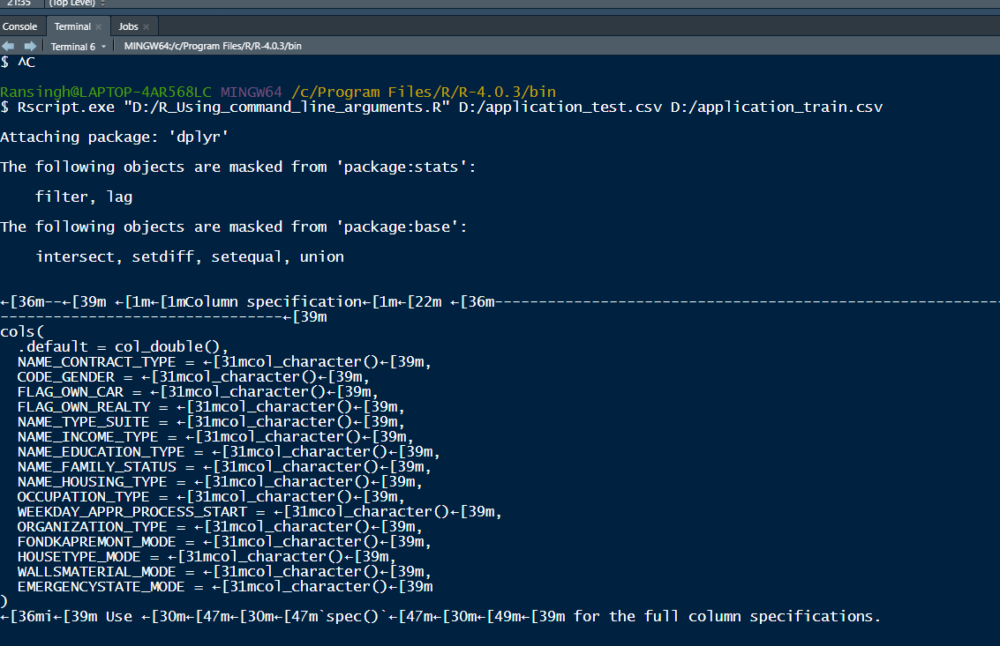 21:35 (Top Level)
Console Terminal × Jobs ×
Terminal 6 MINGW64:/c/Program Files/R/R-4.0.3/bin
$ ^C
Ransingh@LAPTOP-4AR568LC MINGW64 /c/Program Files/R/R-4.0.3/bin
$ Rscript.exe "D:/R_Using_command_line_arguments.R" D:/application_test.csv D:/application_train.csv
Attaching package: 'dplyr'
The following objects are masked from 'package:stats':
    filter, lag
The following objects are masked from 'package:base':
    intersect, setdiff, setequal, union
←[36m--←[39m ←[1m←[1mColumn specification←[1m←[22m ←[36m---------------------------------------------------------
--------------------------------←[39m
cols(
  .default = col_double(),
  NAME_CONTRACT_TYPE = ←[31mcol_character()←[39m,
  CODE_GENDER = ←[31mcol_character()←[39m,
  FLAG_OWN_CAR = ←[31mcol_character()←[39m,
  FLAG_OWN_REALTY = ←[31mcol_character()←[39m,
  NAME_TYPE_SUITE = ←[31mcol_character()←[39m,
  NAME_INCOME_TYPE = ←[31mcol_character()←[39m,
  NAME_EDUCATION_TYPE = ←[31mcol_character()←[39m,
  NAME_FAMILY_STATUS = ←[31mcol_character()←[39m,
  NAME_HOUSING_TYPE = ←[31mcol_character()←[39m,
  OCCUPATION_TYPE = ←[31mcol_character()←[39m,
  WEEKDAY_APPR_PROCESS_START = ←[31mcol_character()←[39m,
  ORGANIZATION_TYPE = ←[31mcol_character()←[39m,
  FONDKAPREMONT_MODE = ←[31mcol_character()←[39m,
  HOUSETYPE_MODE = ←[31mcol_character()←[39m,
  WALLSMATERIAL_MODE = ←[31mcol_character()←[39m,
  EMERGENCYSTATE_MODE = ←[31mcol_character()←[39m
)
←[36mi←[39m Use ←[30m←[47m←[30m←[47m`spec()`←[47m←[30m←[49m←[39m for the full column specifications.